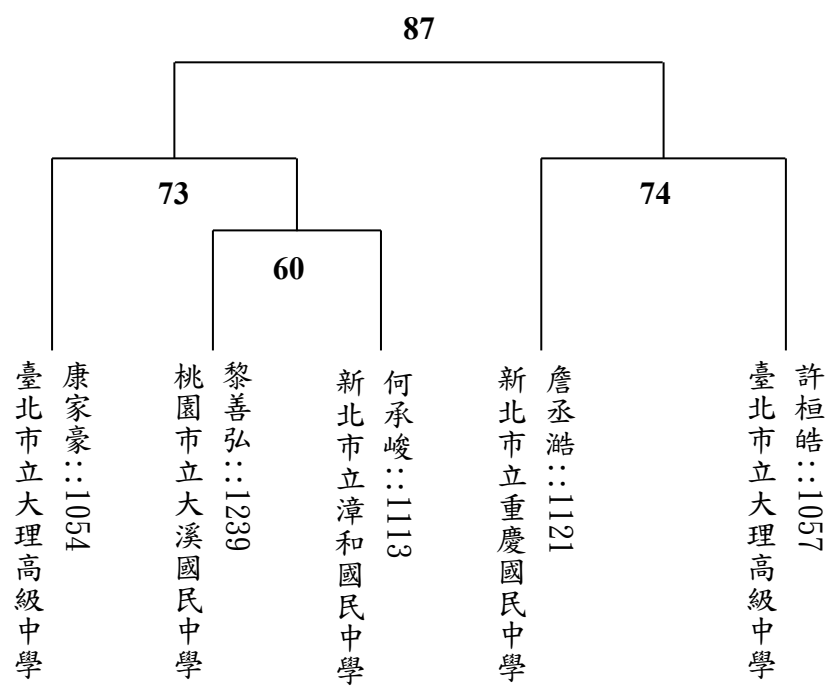 87
73
74
60
康家豪::1054
臺北市立大理高級中學
黎善弘::1239
桃園市立大溪國民中學
何承峻::1113
新北市立漳和國民中學
詹丞澔::1121
新北市立重慶國民中學
許桓皓::1057
臺北市立大理高級中學